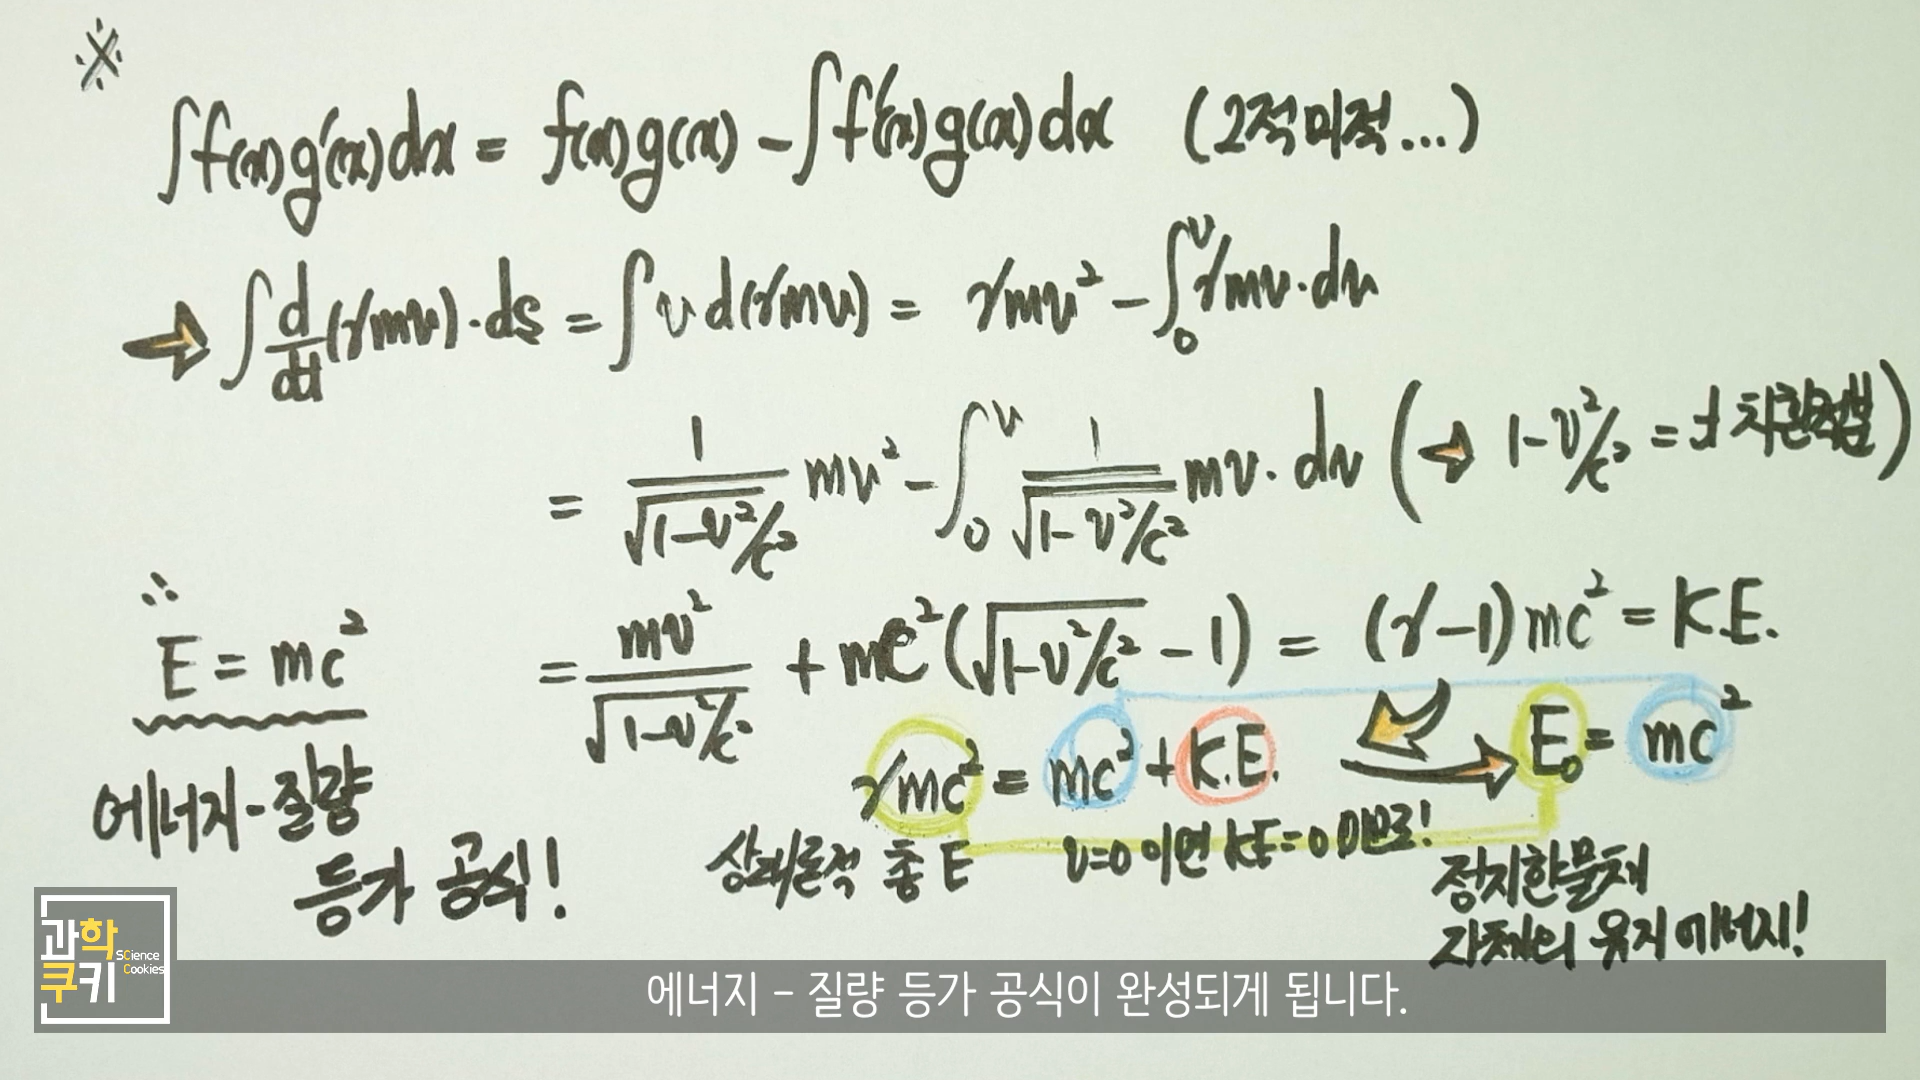 ※
∫f(x)g'(x)dx = f(x)g(x) - ∫f'(x)g(x)dx (2적미적...)
→ ∫d/dt(γmv)·ds = ∫v d(γmv) = γmv² - ∫₀ᵛγmv·dv
= 1/√(1-v²/c²) mv² - ∫₀ᵛ 1/√(1-v²/c²) mv·dv (→ 1-v²/c² = t 치환적분)
= mv²/√(1-v²/c²) + mc²(√(1-v²/c²) - 1) = (γ-1)mc² = K.E.
γmc² = mc² + K.E. → E₀ = mc²
상대론적 총 E
v=0 이면 KE=0 이므로!
정지한물체
자체의 유지 에너지!
∴
E = mc²
에너지-질량
등가 공식!
과학
쿠키
SCience
Cookies
에너지 - 질량 등가 공식이 완성되게 됩니다.